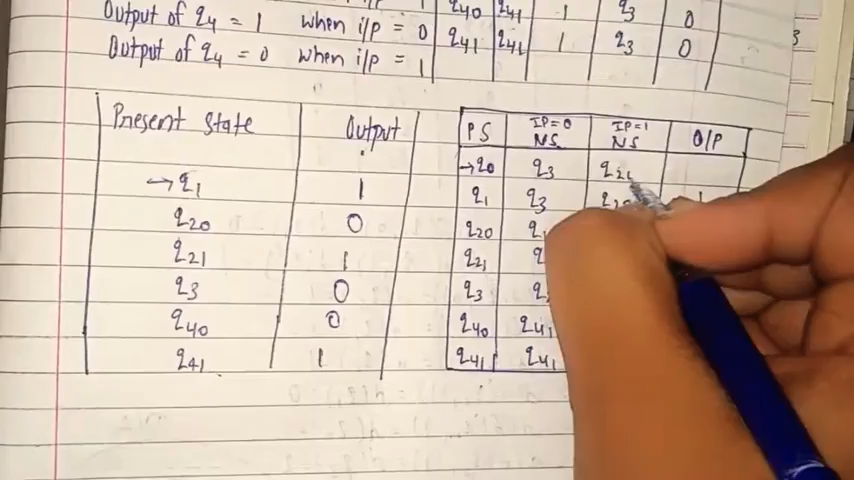 Output of q4 = 1 when i/p = 0
Output of q4 = 0 when i/p = 1
q40 q41 1 q3 0
q41 q41 1 q3 0
Present State Output
→q1 1
q20 0
q21 1
q3 0
q40 0
q41 1
PS IP=0 NS IP=1 NS O/P
→q0 q3
q1 q3 q20 1
q20
q21
q3
q40 q41
q41 q41